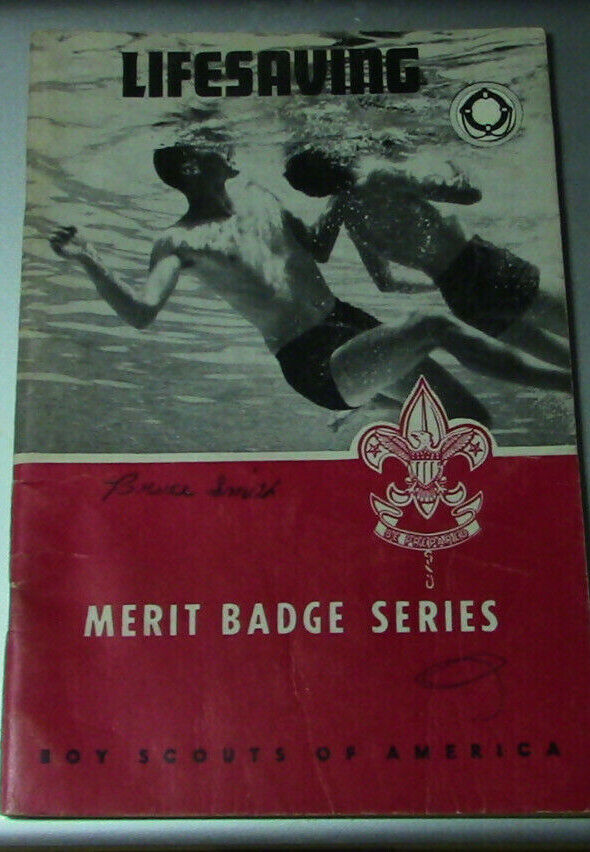 LIFESAVING
Bruce Smith
BE PREPARED
MERIT BADGE SERIES
BOY SCOUTS OF AMERICA